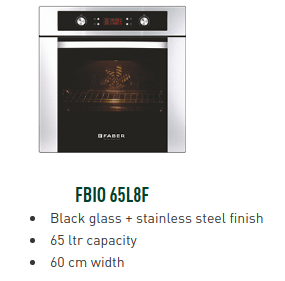 FABER
FBIO 65L8F
• Black glass + stainless steel finish
• 65 ltr capacity
• 60 cm width